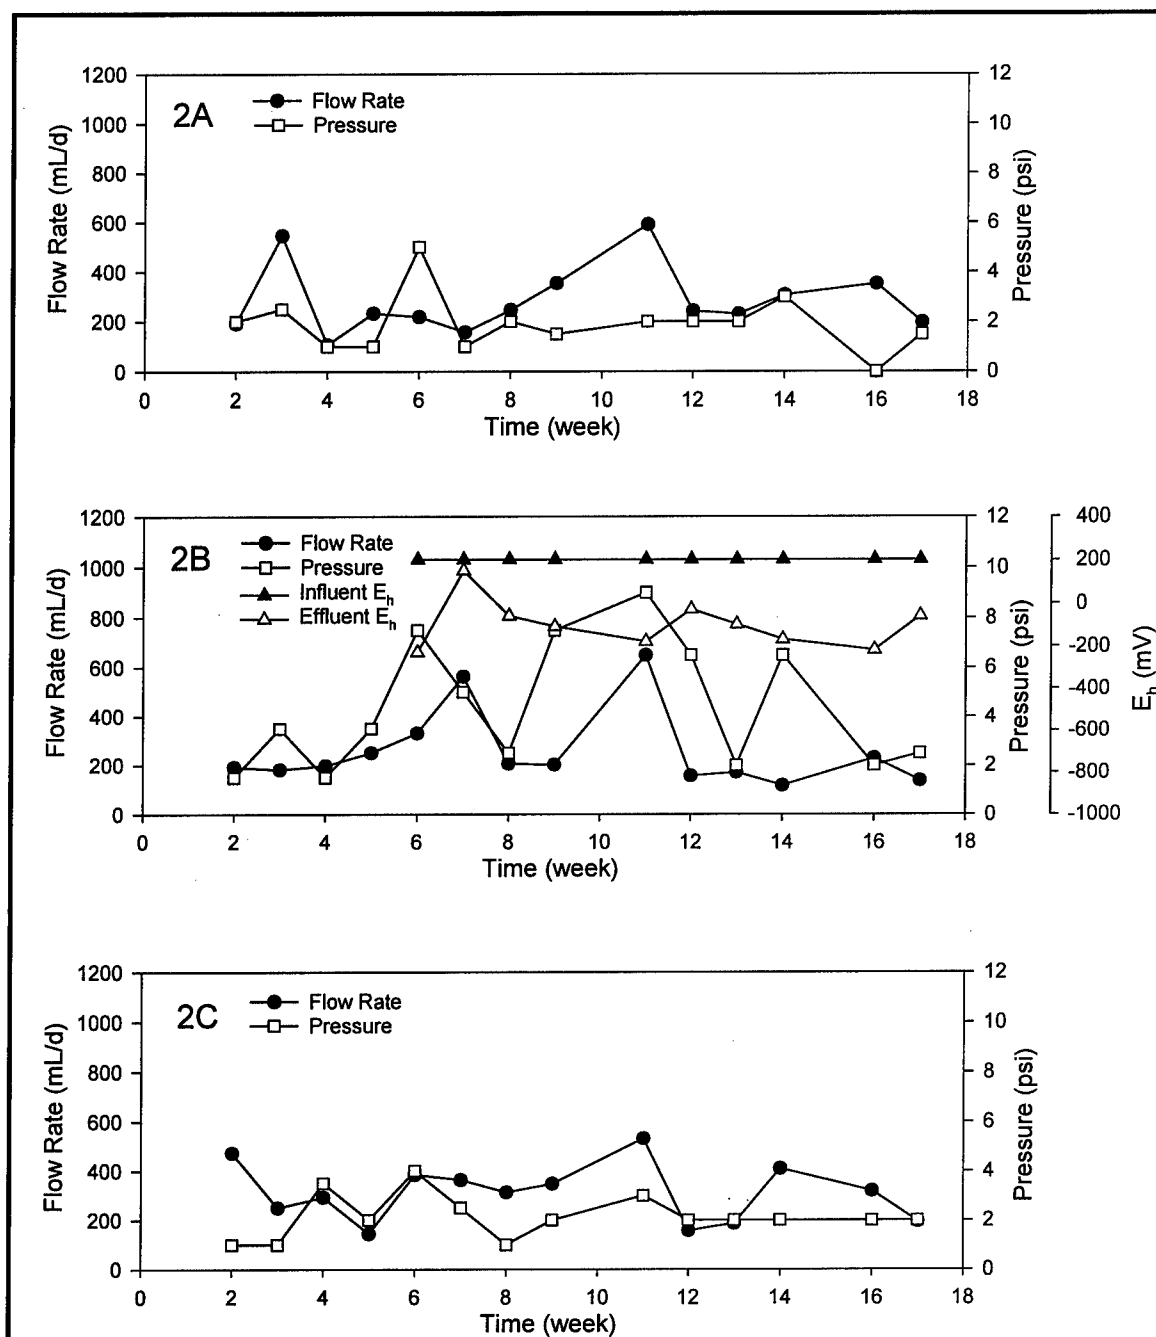 2A
Flow Rate
Pressure
1200
1000
800
600
400
200
0
Flow Rate (mL/d)
12
10
8
6
4
2
0
Pressure (psi)
0 2 4 6 8 10 12 14 16 18
Time (week)
2B
Flow Rate
Pressure
Influent Eh
Effluent Eh
1200
1000
800
600
400
200
0
Flow Rate (mL/d)
12
10
8
6
4
2
0
Pressure (psi)
400
200
0
-200
-400
-600
-800
-1000
Eh (mV)
0 2 4 6 8 10 12 14 16 18
Time (week)
2C
Flow Rate
Pressure
1200
1000
800
600
400
200
0
Flow Rate (mL/d)
12
10
8
6
4
2
0
Pressure (psi)
0 2 4 6 8 10 12 14 16 18
Time (week)